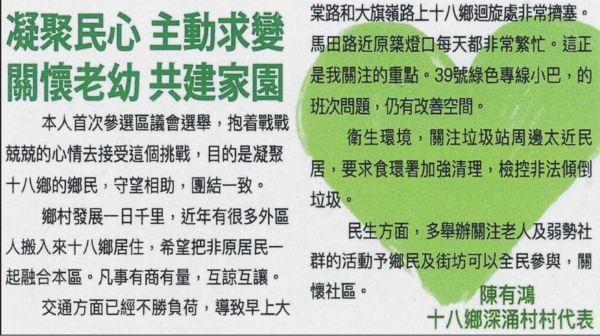 凝聚民心 主動求變
關懷老幼 共建家園
本人首次參選區議會選舉，抱着戰戰
兢兢的心情去接受這個挑戰，目的是凝聚
十八鄉的鄉民，守望相助，團結一致。
鄉村發展一日千里，近年有很多外區
人搬入來十八鄉居住，希望把非原居民一
起融合本區。凡事有商有量，互諒互讓。
交通方面已經不勝負荷，導致早上大
棠路和大旗嶺路上十八鄉迴旋處非常擠塞。
馬田路近原築燈口每天都非常繁忙。這正
是我關注的重點。39號綠色專線小巴，的
班次問題，仍有改善空間。
衛生環境，關注垃圾站周邊太近民
居，要求食環署加強清理，檢控非法傾倒
垃圾。
民生方面，多舉辦關注老人及弱勢社
群的活動予鄉民及街坊可以全民參與，關
懷社區。
陳有鴻
十八鄉深涌村村代表